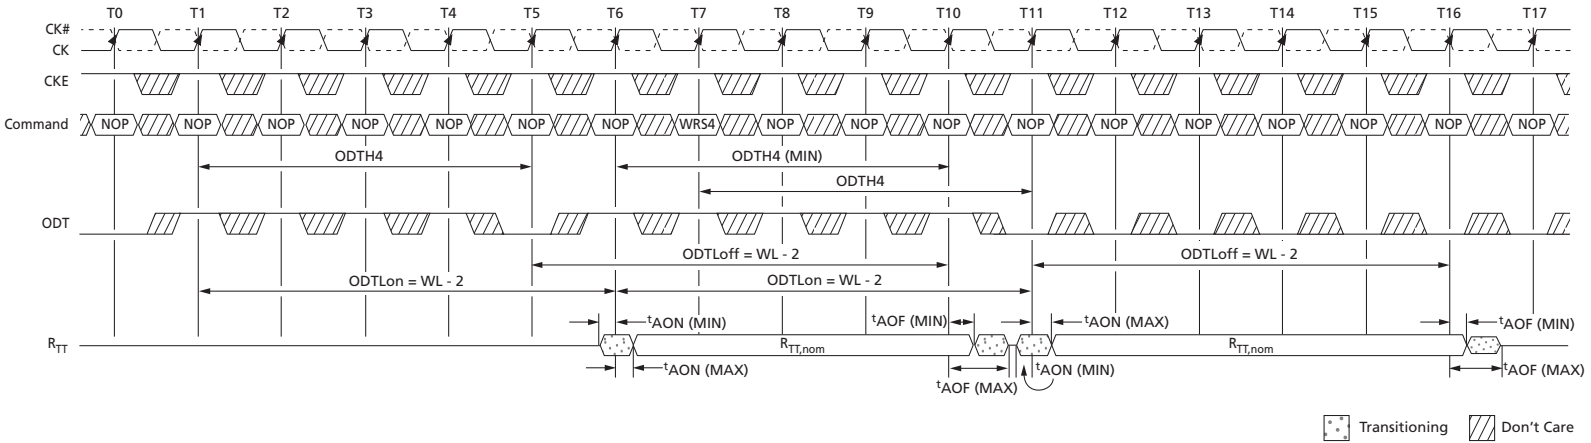 T0 T1 T2 T3 T4 T5 T6 T7 T8 T9 T10 T11 T12 T13 T14 T15 T16 T17
CK#
CK
CKE
Command NOP NOP NOP NOP NOP NOP NOP WRS4 NOP NOP NOP NOP NOP NOP NOP NOP NOP NOP
ODTH4 ODTH4 (MIN)
ODTH4
ODT
ODTLoff = WL - 2 ODTLoff = WL - 2
ODTLon = WL - 2 ODTLon = WL - 2
tAON (MIN) tAOF (MIN) tAON (MAX) tAOF (MIN)
RTT RTT,nom RTT,nom
tAON (MAX) tAON (MIN) tAOF (MAX)
tAOF (MAX)
Transitioning Don't Care